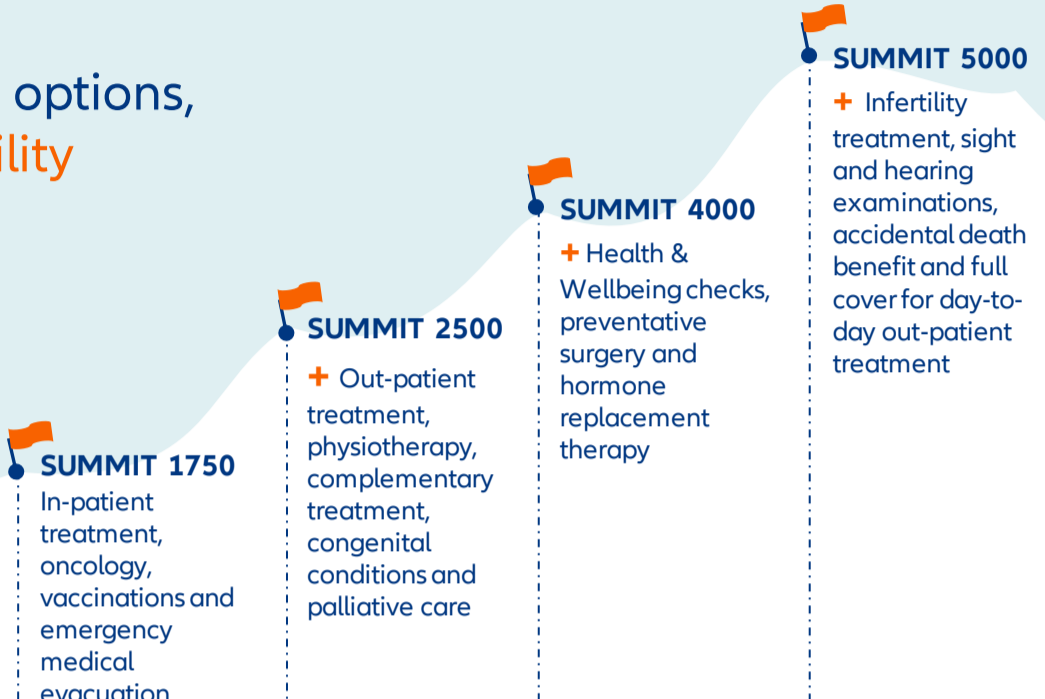 options,
ility
SUMMIT 1750
In-patient
treatment,
oncology,
vaccinations and
emergency
medical
evacuation
SUMMIT 2500
+ Out-patient
treatment,
physiotherapy,
complementary
treatment,
congenital
conditions and
palliative care
SUMMIT 4000
+ Health &
Wellbeing checks,
preventative
surgery and
hormone
replacement
therapy
SUMMIT 5000
+ Infertility
treatment, sight
and hearing
examinations,
accidental death
benefit and full
cover for day-to-
day out-patient
treatment